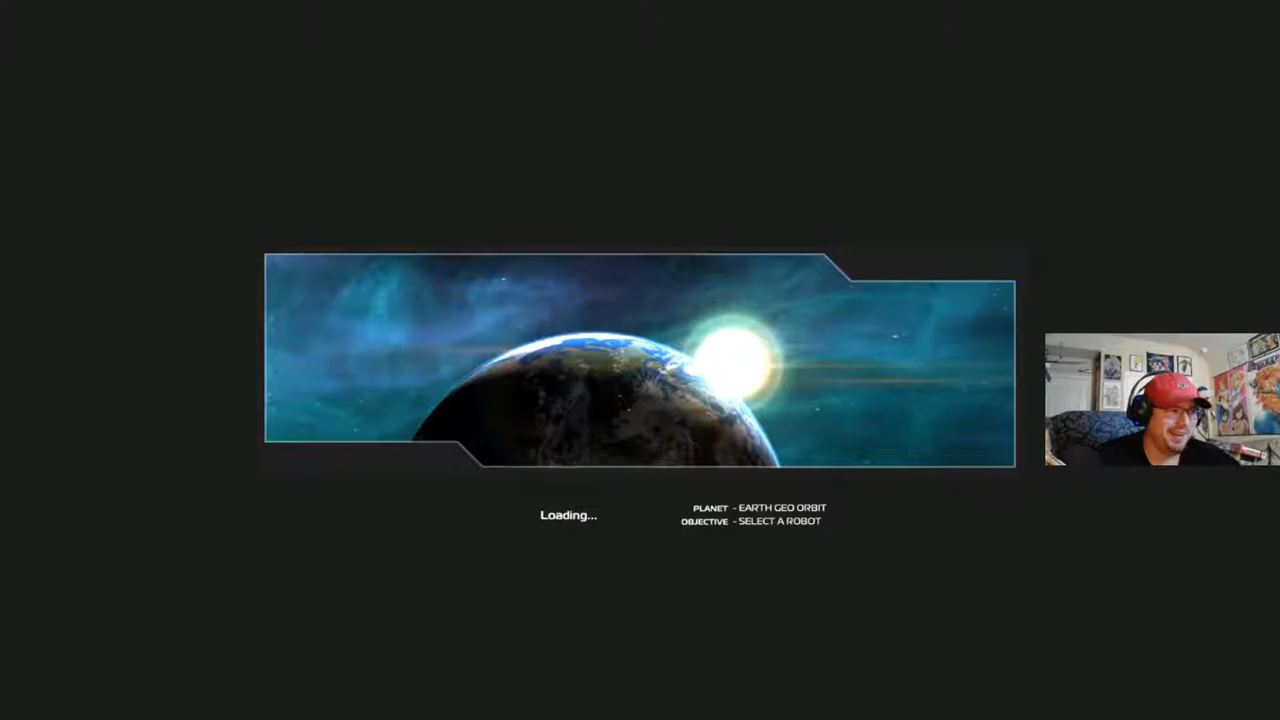 Loading...
PLANET - EARTH GEO ORBIT
OBJECTIVE - SELECT A ROBOT